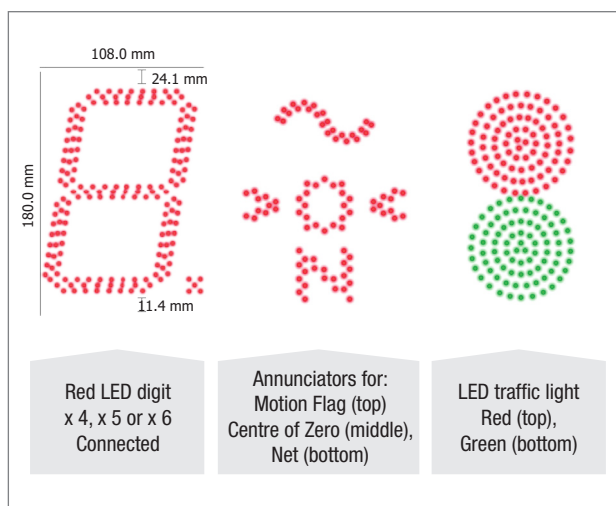 108.0 mm
24.1 mm
180.0 mm
11.4 mm
N
Red LED digit
x 4, x 5 or x 6
Connected
Annunciators for:
Motion Flag (top)
Centre of Zero (middle),
Net (bottom)
LED traffic light
Red (top),
Green (bottom)